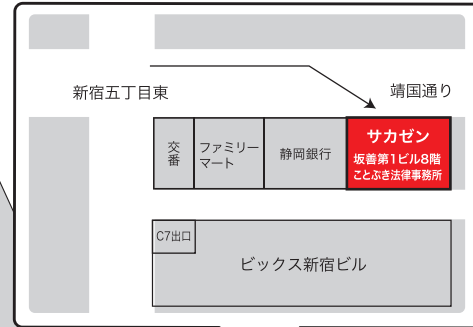 新宿五丁目東
靖国通り
交番
ファミリー
マート
静岡銀行
サカゼン
坂善第1ビル8階
ことぶき法律事務所
C7出口
ビックス新宿ビル